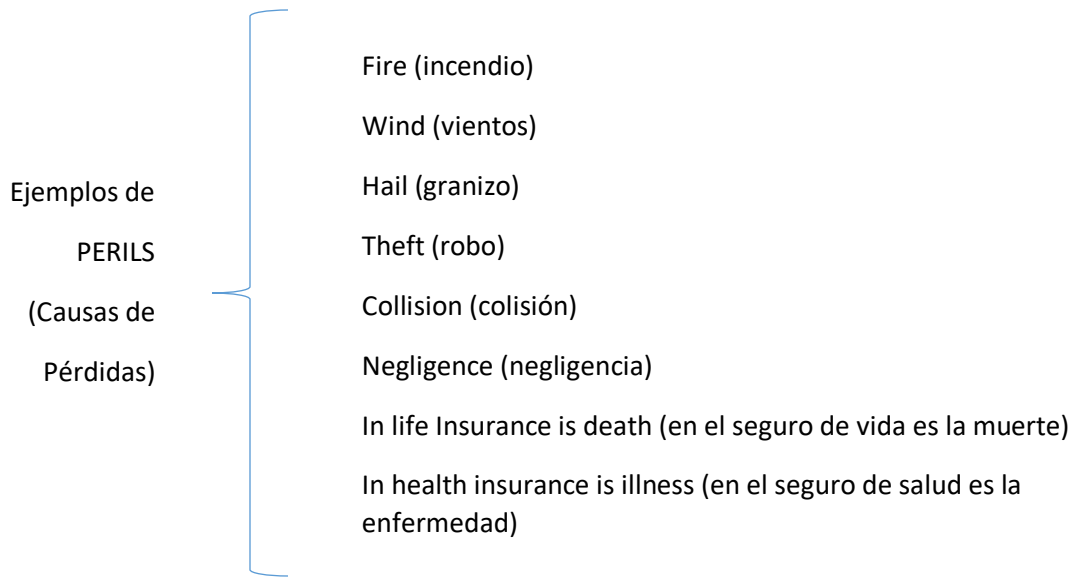 Ejemplos de
PERILS
(Causas de
Pérdidas)
Fire (incendio)
Wind (vientos)
Hail (granizo)
Theft (robo)
Collision (colisión)
Negligence (negligencia)
In life Insurance is death (en el seguro de vida es la muerte)
In health insurance is illness (en el seguro de salud es la
enfermedad)